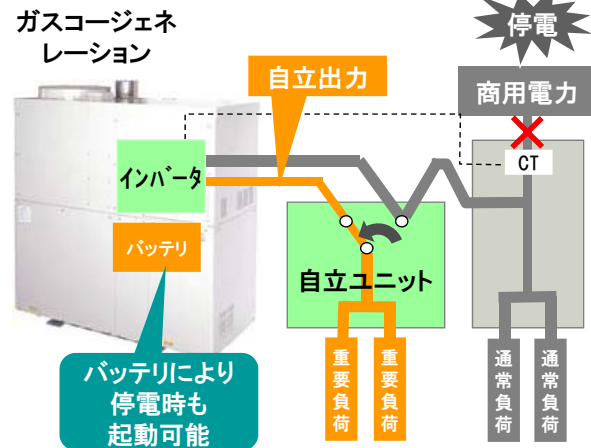 ガスコージェネ
レーション
停電
自立出力
商用電力
インバータ
CT
バッテリ
自立ユニット
バッテリにより
停電時も
起動可能
重要負荷
重要負荷
通常負荷
通常負荷